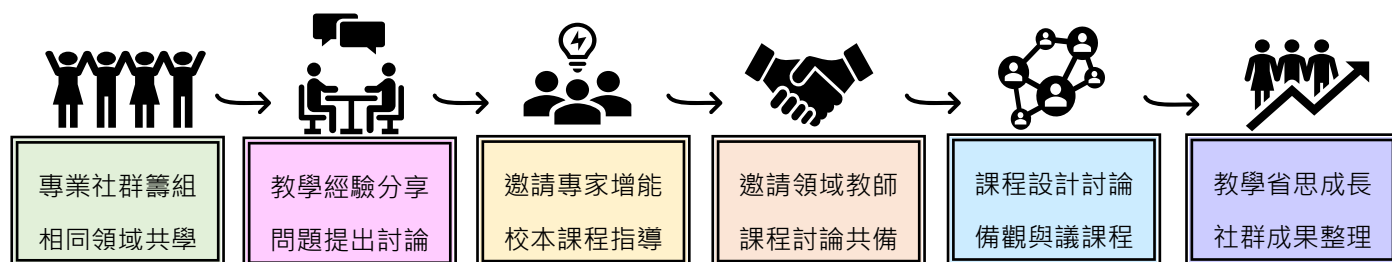 專業社群籌組
相同領域共學
教學經驗分享
問題提出討論
邀請專家增能
校本課程指導
邀請領域教師
課程討論共備
課程設計討論
備觀與議課程
教學省思成長
社群成果整理